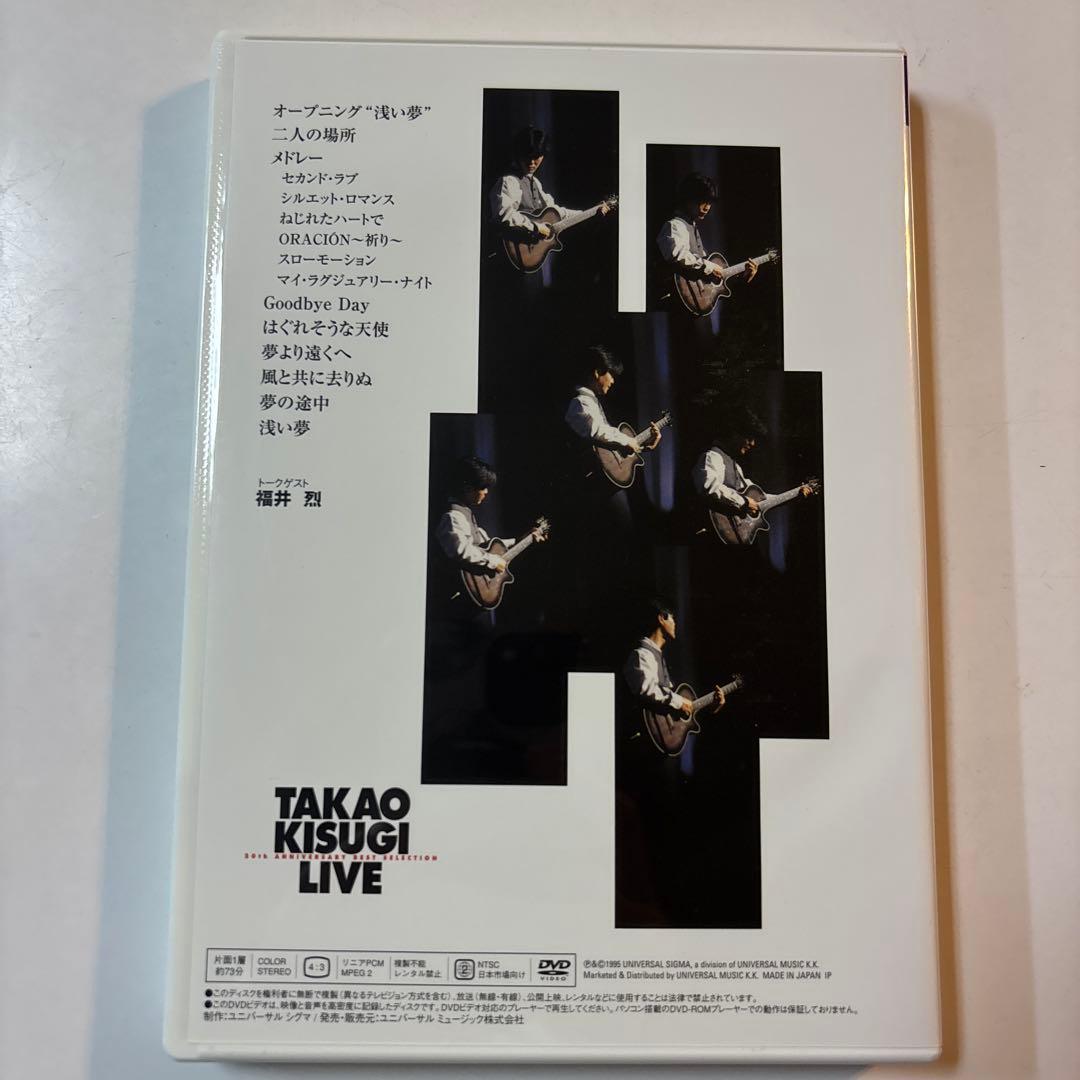 オープニング“浅い夢”
二人の場所
メドレー
セカンド・ラブ
シルエット・ロマンス
ねじれたハートで
ORACIÓN〜祈り〜
スローモーション
マイ・ラグジュアリー・ナイト
Goodbye Day
はぐれそうな天使
夢より遠くへ
風と共に去りぬ
夢の途中
浅い夢
トークゲスト
福井 烈
TAKAO
KISUGI
20th ANNIVERSARY BEST SELECTION
LIVE
片面1層
約73分
COLOR
STEREO
4:3
リニアPCM
MPEG 2
複製不能
レンタル禁止
2
NTSC
日本市場向け
DVD
VIDEO
℗&©1995 UNIVERSAL SIGMA, a division of UNIVERSAL MUSIC K.K.
Marketed & Distributed by UNIVERSAL MUSIC K.K. MADE IN JAPAN IP
●このディスクを権利者に無断で複製(異なるテレビジョン方式を含む)、放送(無線・有線)、公開上映、レンタルなどに使用することは法律で禁止されています。
●このDVDビデオは、映像と音声を高密度に記録したディスクです。DVDビデオ対応のプレーヤーで再生してください。パソコン搭載のDVD-ROMプレーヤーでの動作は保証しておりません。
制作:ユニバーサル シグマ / 発売・販売元:ユニバーサル ミュージック株式会社